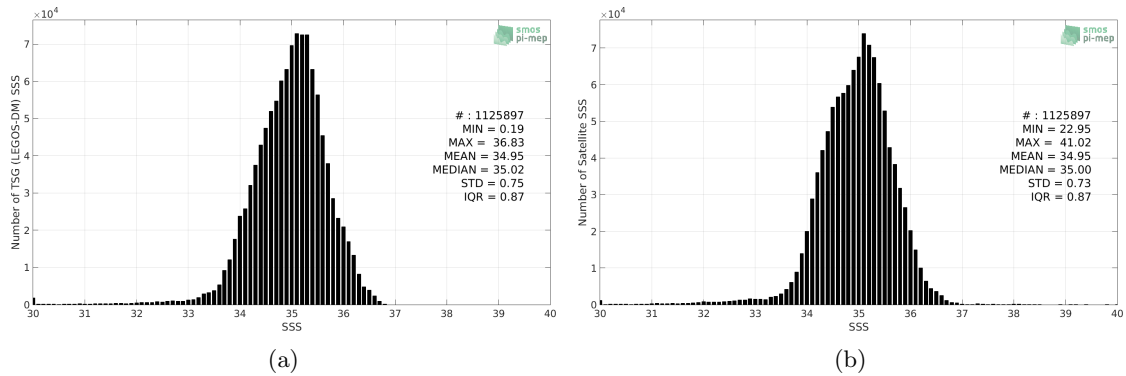 ×10⁴
smos
pi-mep
7
6
5
4
3
2
1
0
Number of TSG (LEGOS-DM) SSS
# : 1125897
MIN = 0.19
MAX = 36.83
MEAN = 34.95
MEDIAN = 35.02
STD = 0.75
IQR = 0.87
30 31 32 33 34 35 36 37 38 39 40
SSS
(a)
×10⁴
smos
pi-mep
7
6
5
4
3
2
1
0
Number of Satellite SSS
# : 1125897
MIN = 22.95
MAX = 41.02
MEAN = 34.95
MEDIAN = 35.00
STD = 0.73
IQR = 0.87
30 31 32 33 34 35 36 37 38 39 40
SSS
(b)